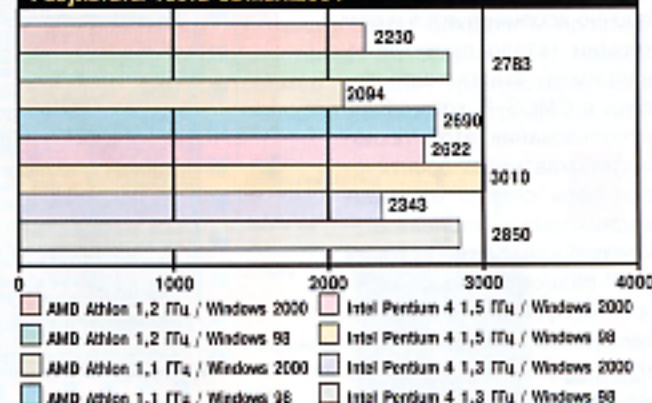 2230
2783
2094
2690
2622
3010
2343
2850
0 1000 2000 3000 4000
AMD Athlon 1,2 ГГц / Windows 2000
Intel Pentium 4 1,5 ГГц / Windows 2000
AMD Athlon 1,2 ГГц / Windows 98
Intel Pentium 4 1,5 ГГц / Windows 98
AMD Athlon 1,1 ГГц / Windows 2000
Intel Pentium 4 1,3 ГГц / Windows 2000
AMD Athlon 1,1 ГГц / Windows 98
Intel Pentium 4 1,3 ГГц / Windows 98